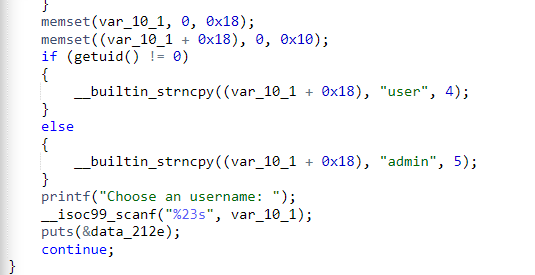 }
memset(var_10_1, 0, 0x18);
memset((var_10_1 + 0x18), 0, 0x10);
if (getuid() != 0)
{
__builtin_strncpy((var_10_1 + 0x18), "user", 4);
}
else
{
__builtin_strncpy((var_10_1 + 0x18), "admin", 5);
}
printf("Choose an username: ");
__isoc99_scanf("%23s", var_10_1);
puts(&data_212e);
continue;
}